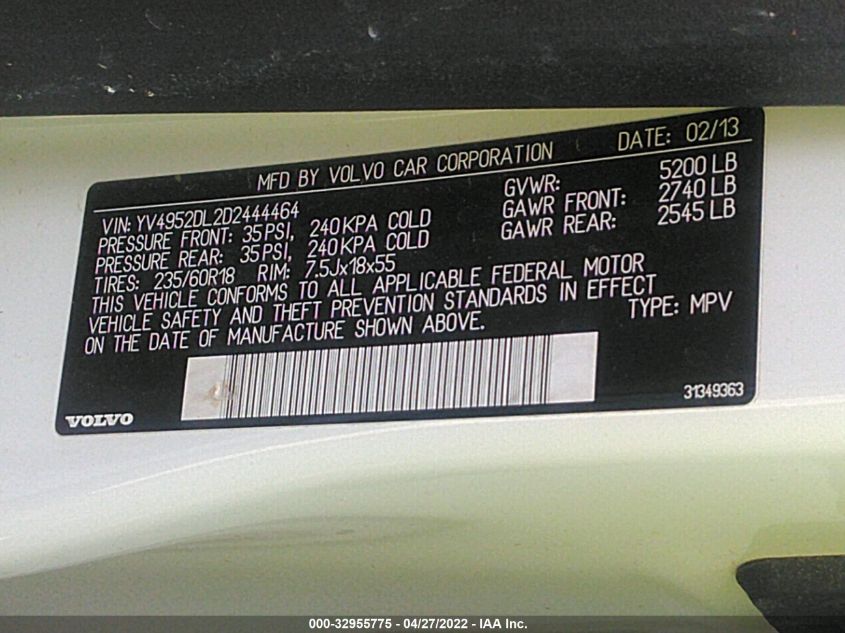 MFD BY VOLVO CAR CORPORATION DATE: 02/13
VIN: YV4952DL2D2444464 GVWR: 5200 LB
PRESSURE FRONT: 35PSI, 240KPA COLD GAWR FRONT: 2740 LB
PRESSURE REAR: 35PSI, 240KPA COLD GAWR REAR: 2545 LB
TIRES: 235/60R18 RIM: 7.5Jx18x55
THIS VEHICLE CONFORMS TO ALL APPLICABLE FEDERAL MOTOR
VEHICLE SAFETY AND THEFT PREVENTION STANDARDS IN EFFECT
ON THE DATE OF MANUFACTURE SHOWN ABOVE. TYPE: MPV
VOLVO 31349363
000-32955775 - 04/27/2022 - IAA Inc.